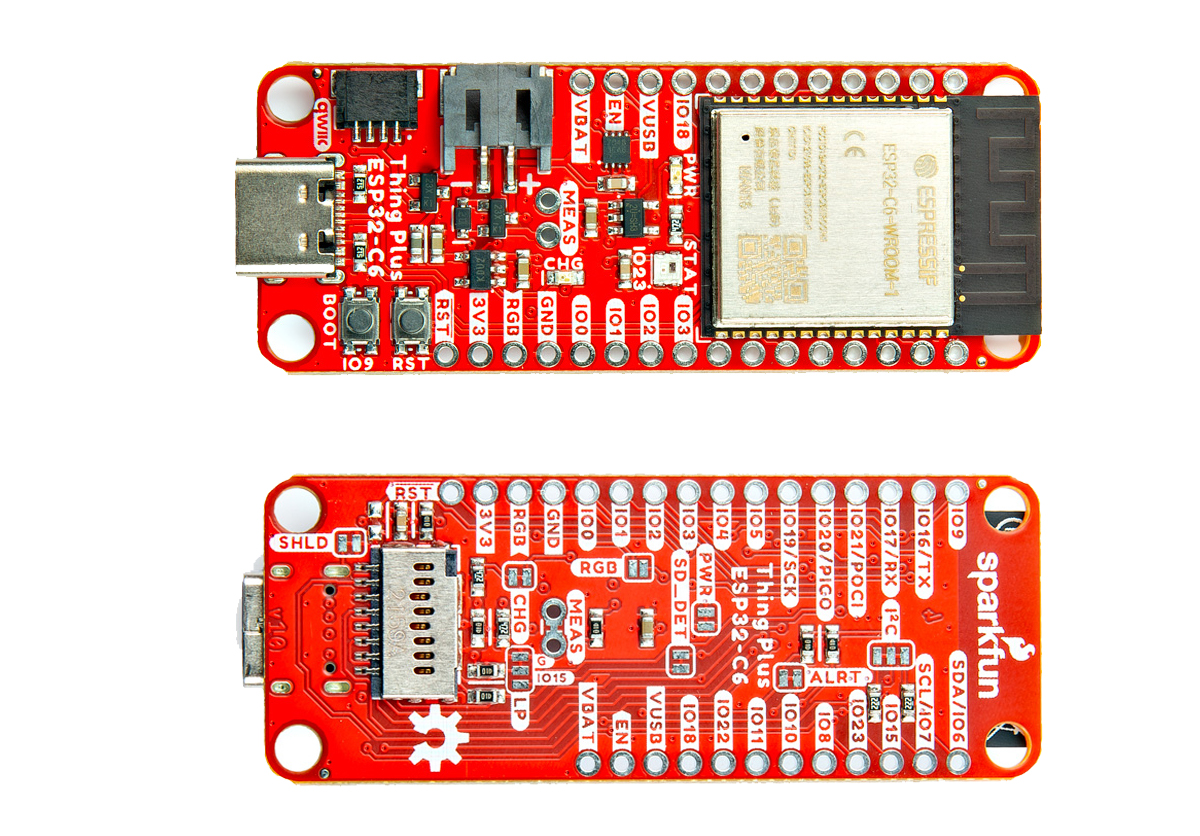 QWIIC
Thing Plus
ESP32-C6
VBAT
EN
VUSB
IO18
PWR
MEAS
CHG
IO23
STAT
BOOT
IO9
RST
RST
3V3
RGB
GND
IO0
IO1
IO2
IO3
ESPRESSIF
ESP32-C6-WROOM-1
CE
RST
3V3
RGB
GND
IO0
IO1
IO2
IO3
IO4
IO5
IO19/SCK
IO20/PICO
IO21/POCI
IO17/RX
IO16/TX
IO9
SHLD
RGB
SD_DET
PWR
Thing Plus
ESP32-C6
CHG
MEAS
IO15
LP
I²C
ALRT
sparkfun
VBAT
EN
VUSB
IO18
IO22
IO11
IO10
IO8
IO23
IO15
SCL/IO7
SDA/IO6